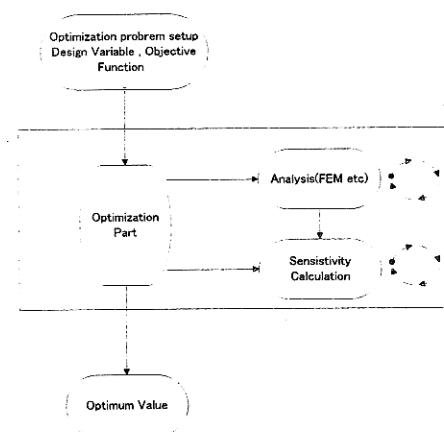 Optimization probrem setup
Design Variable , Objective
Function
Analysis(FEM etc)
Optimization
Part
Sensistivity
Calculation
Optimum Value